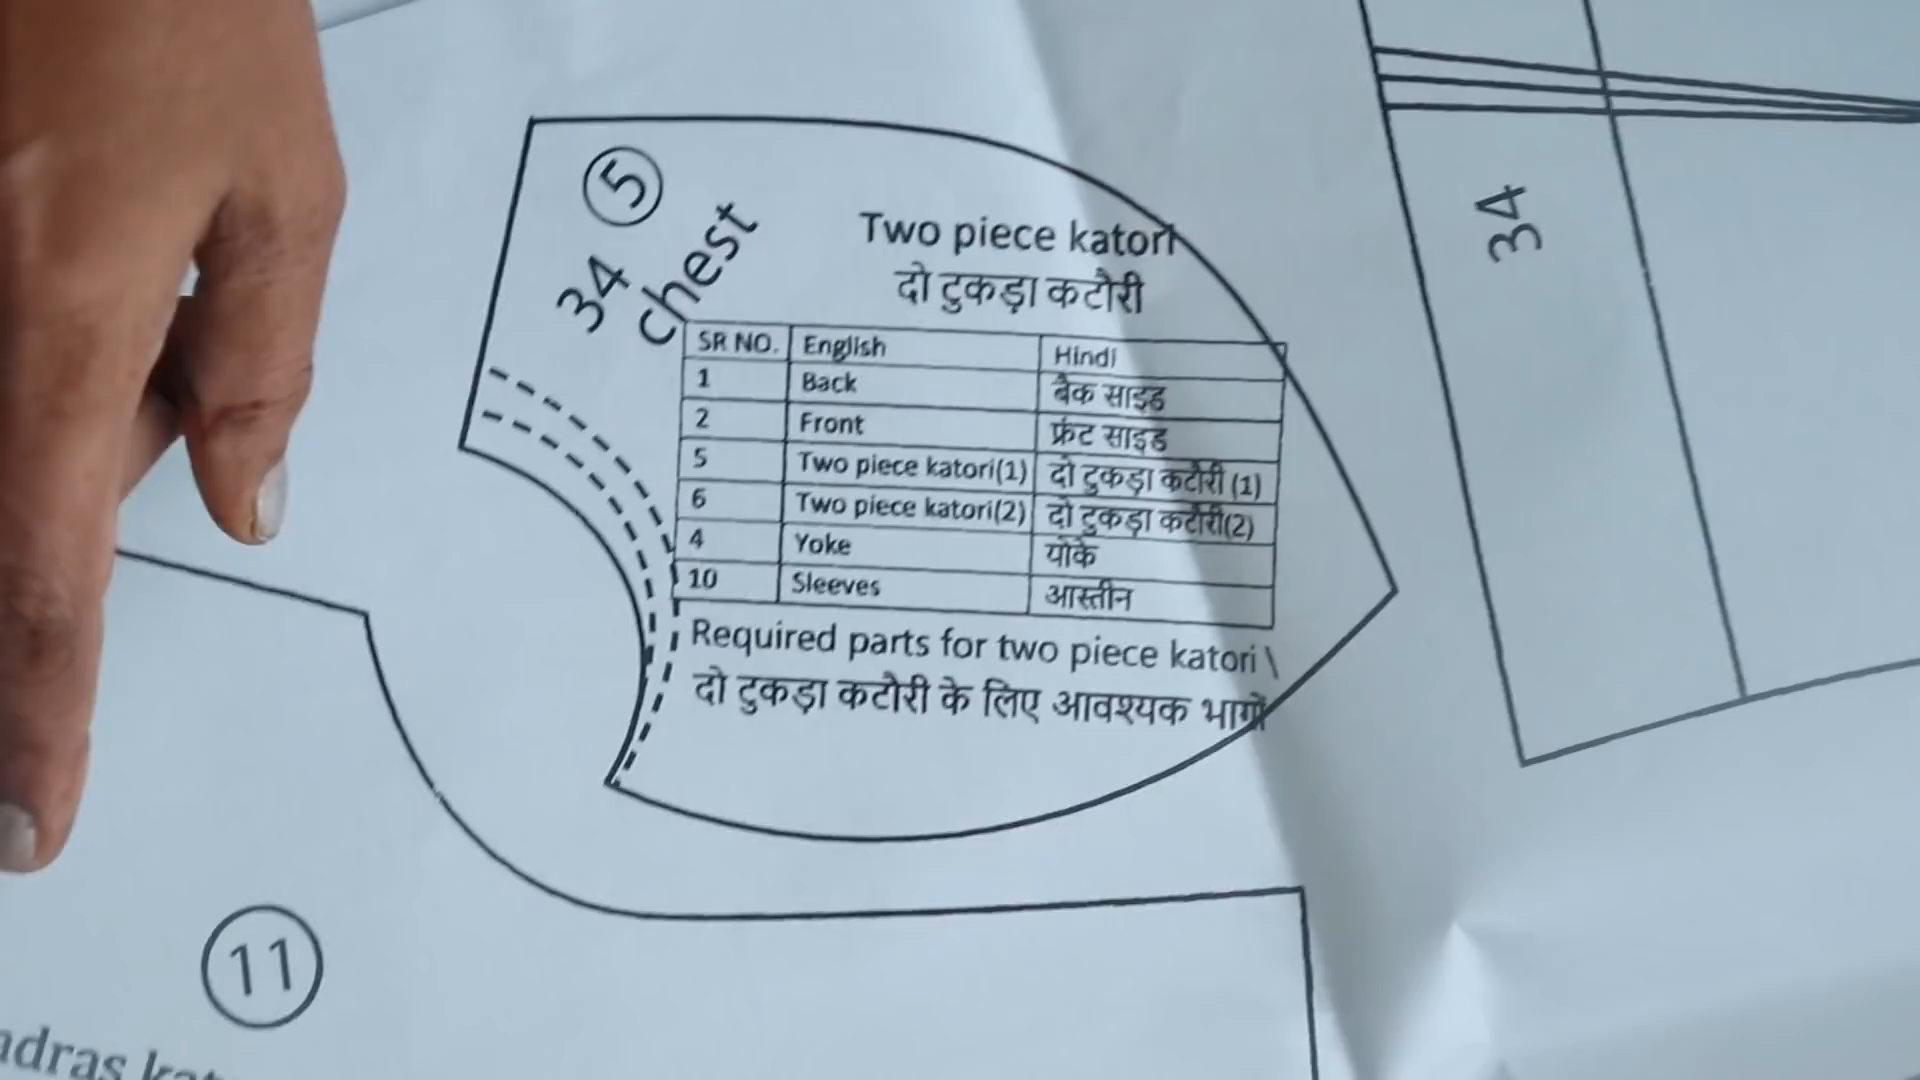 5
34 chest
Two piece katori
दो टुकड़ा कटौरी
SR NO. English Hindi
1 Back बैक साइड
2 Front फ्रंट साइड
5 Two piece katori(1) दो टुकड़ा कटौरी (1)
6 Two piece katori(2) दो टुकड़ा कटौरी(2)
4 Yoke योके
10 Sleeves आस्तीन
Required parts for two piece katori \
दो टुकड़ा कटौरी के लिए आवश्यक भागों
34
11